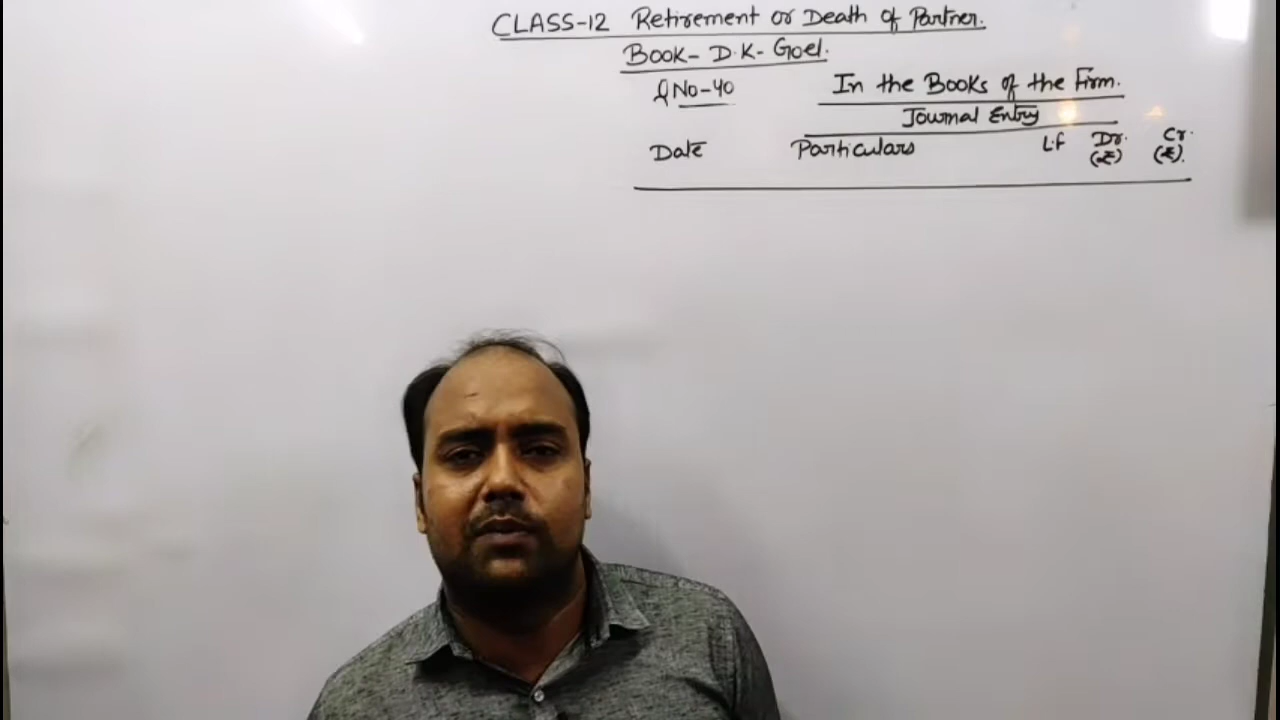 CLASS-12 Retirement or Death of Partner.
Book- D.K- Goel.
QNo-40 In the Books of the Firm.
Journal Entry
Date Particulars L.f Dr. (₹) Cr. (₹).